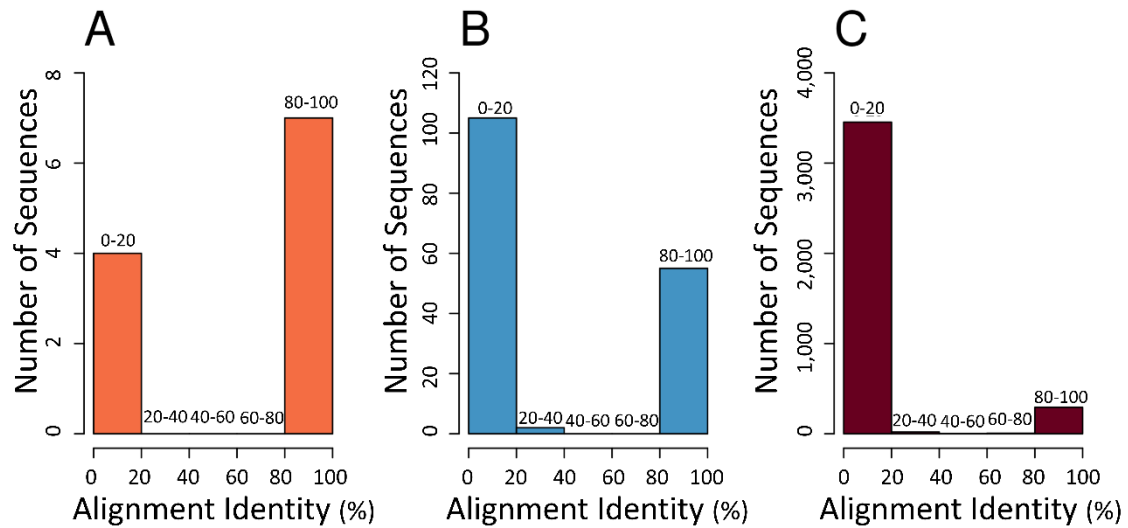 A
Number of Sequences
8
6
4
2
0
0-20
20-40
40-60
60-80
80-100
0 20 40 60 80 100
Alignment Identity (%)
B
Number of Sequences
120
100
80
60
40
20
0
0-20
20-40
40-60
60-80
80-100
0 20 40 60 80 100
Alignment Identity (%)
C
Number of Sequences
4,000
3,000
2,000
1,000
0
0-20
20-40
40-60
60-80
80-100
0 20 40 60 80 100
Alignment Identity (%)